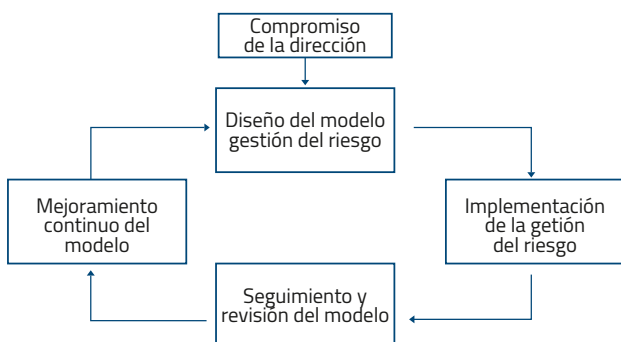 Compromiso
de la dirección
Diseño del modelo
gestión del riesgo
Implementación
de la getión
del riesgo
Seguimiento y
revisión del modelo
Mejoramiento
continuo del
modelo